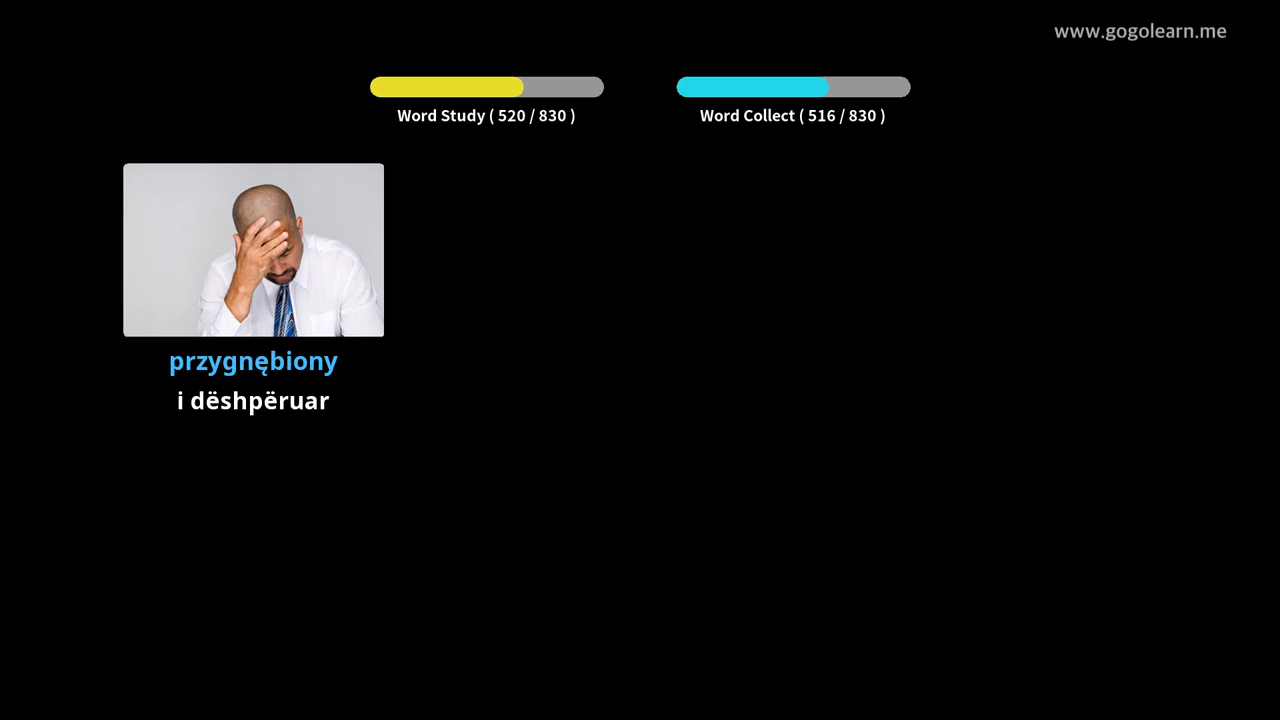 www.gogolearn.me
Word Study ( 520 / 830 )
Word Collect ( 516 / 830 )
przygnębiony
i dëshpëruar